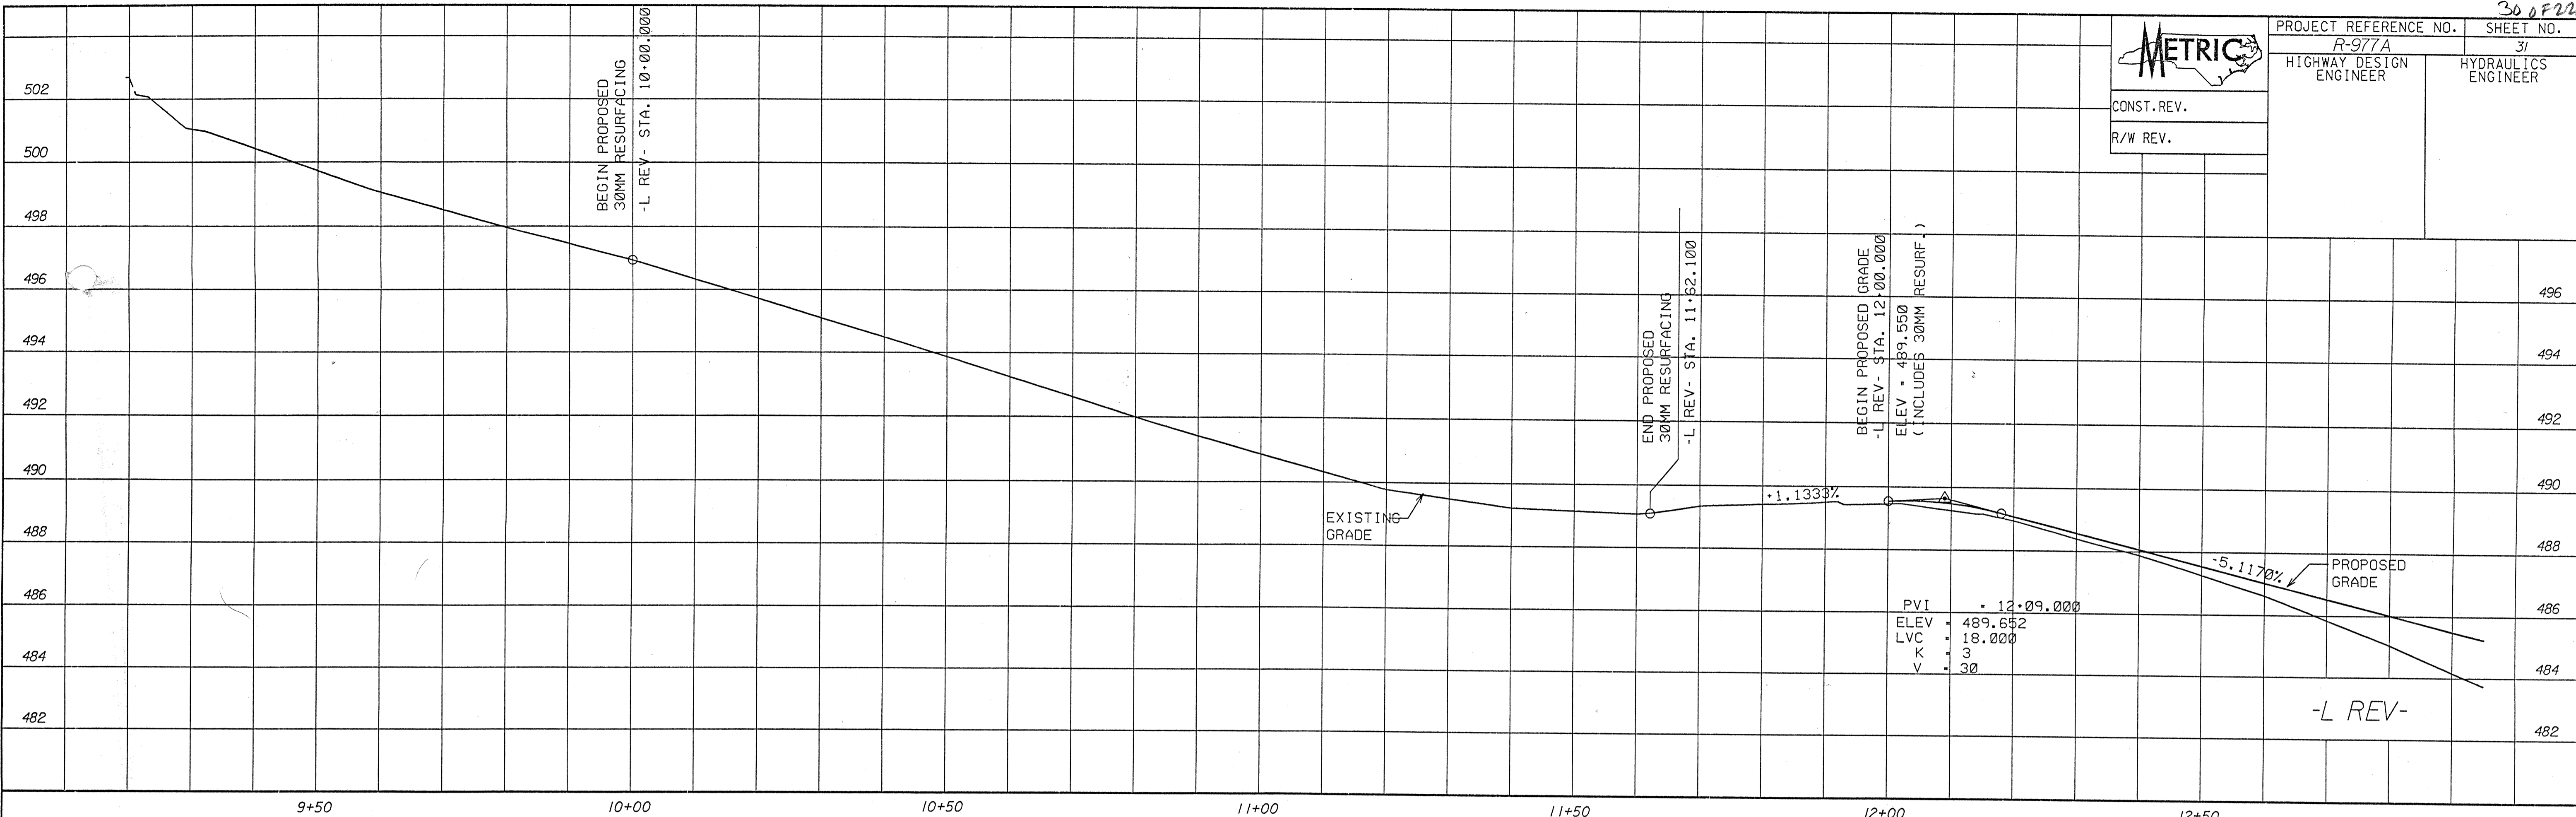 30 OF 22
PROJECT REFERENCE NO.
SHEET NO.
R-977A
31
METRIC
HIGHWAY DESIGN
ENGINEER
HYDRAULICS
ENGINEER
CONST.REV.
R/W REV.
BEGIN PROPOSED
30MM RESURFACING
-L REV- STA. 10+00.000
END PROPOSED
30MM RESURFACING
-L REV- STA. 11+62.100
BEGIN PROPOSED GRADE
-L REV- STA. 12+00.000
ELEV = 489.550
(INCLUDES 30MM RESURF.)
502
500
498
496
494
492
490
488
486
484
482
496
494
492
490
488
486
484
482
EXISTING
GRADE
+1.1333%
-5.1170%
PROPOSED
GRADE
PVI = 12+09.000
ELEV = 489.652
LVC = 18.000
K = 3
V = 30
-L REV-
9+50
10+00
10+50
11+00
11+50
12+00
12+50